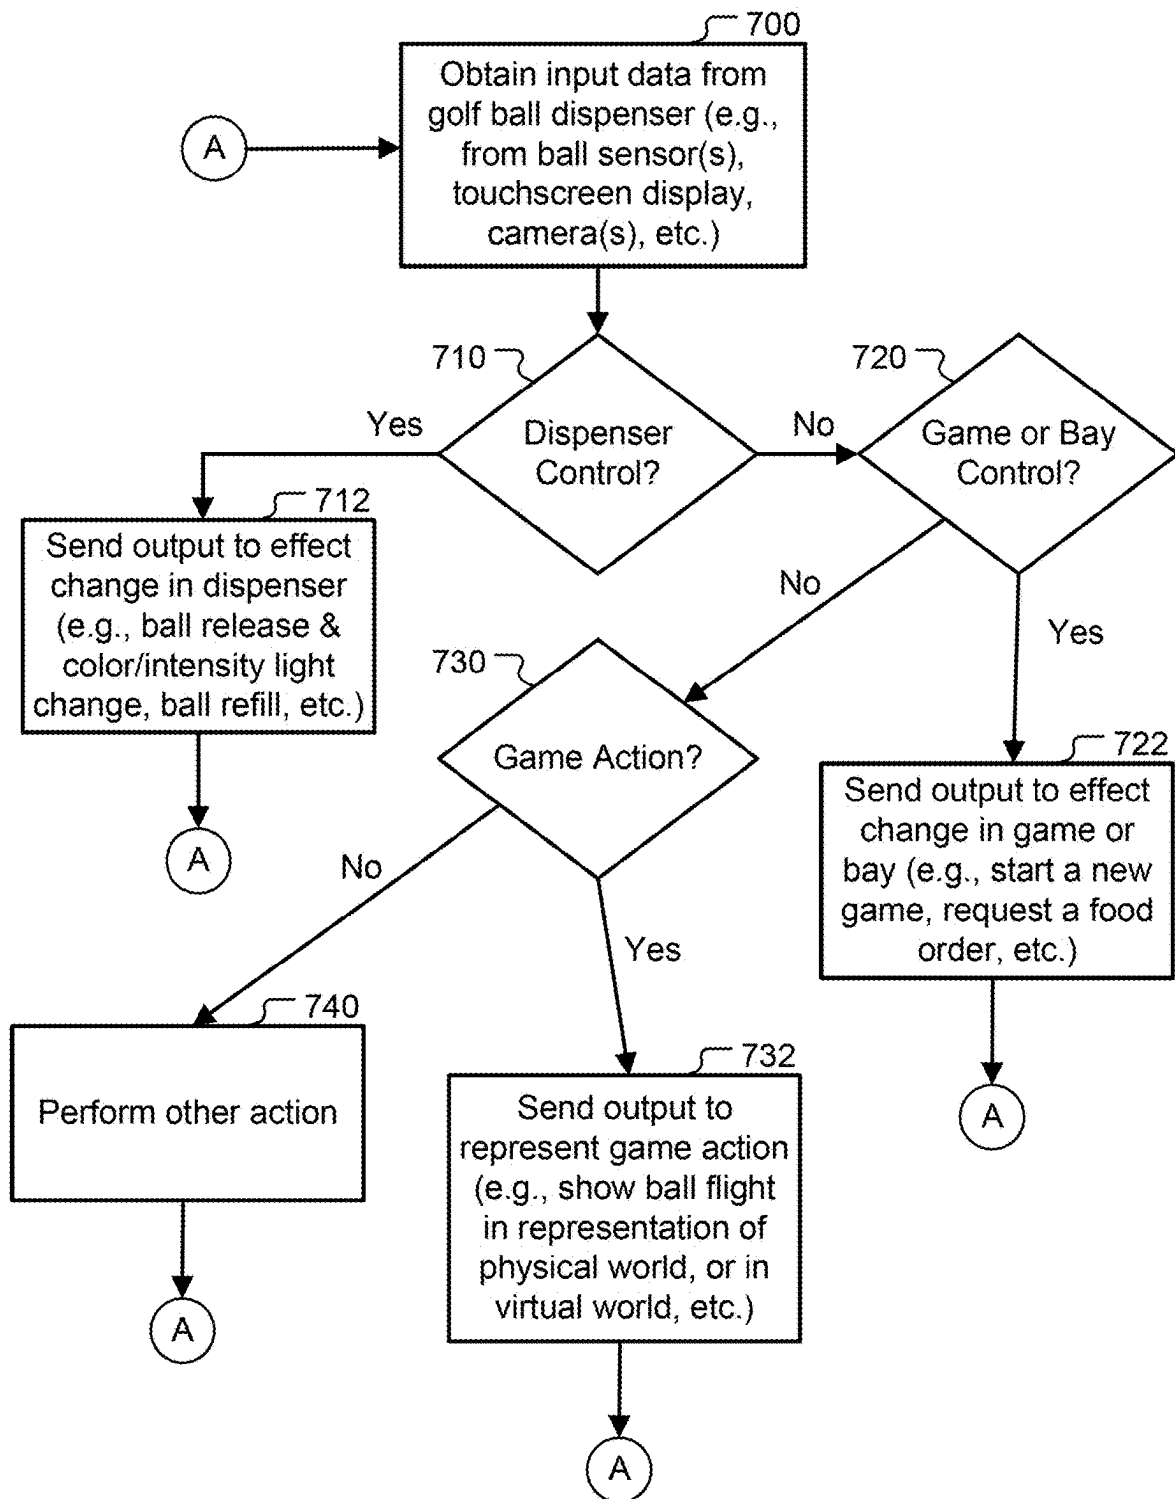 700
Obtain input data from
golf ball dispenser (e.g.,
from ball sensor(s),
touchscreen display,
camera(s), etc.)
A
710
Dispenser
Control?
Yes
No
720
Game or Bay
Control?
712
Send output to effect
change in dispenser
(e.g., ball release &
color/intensity light
change, ball refill, etc.)
A
No
Yes
730
Game Action?
722
Send output to effect
change in game or
bay (e.g., start a new
game, request a food
order, etc.)
A
No
Yes
740
Perform other action
A
732
Send output to
represent game action
(e.g., show ball flight
in representation of
physical world, or in
virtual world, etc.)
A